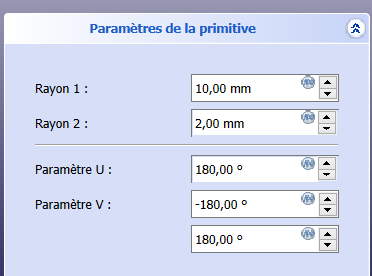 Paramètres de la primitive
Rayon 1 : 10,00 mm
Rayon 2 : 2,00 mm
Paramètre U : 180,00 °
Paramètre V : -180,00 °
180,00 °